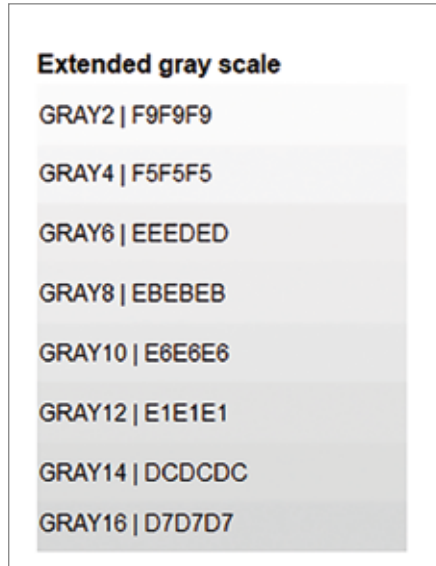 Extended gray scale
GRAY2 | F9F9F9
GRAY4 | F5F5F5
GRAY6 | EEEDED
GRAY8 | EBEBEB
GRAY10 | E6E6E6
GRAY12 | E1E1E1
GRAY14 | DCDCDC
GRAY16 | D7D7D7